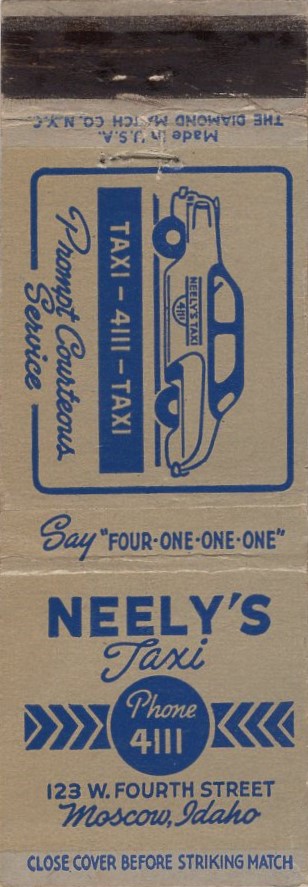 Made in U.S.A.
THE DIAMOND MATCH CO. N.Y.C.
NEELY'S TAXI
4111
TAXI - 4111 - TAXI
Prompt Courteous
Service
Say "FOUR-ONE-ONE-ONE"
NEELY'S
Taxi
Phone
4111
123 W. FOURTH STREET
Moscow, Idaho
CLOSE COVER BEFORE STRIKING MATCH